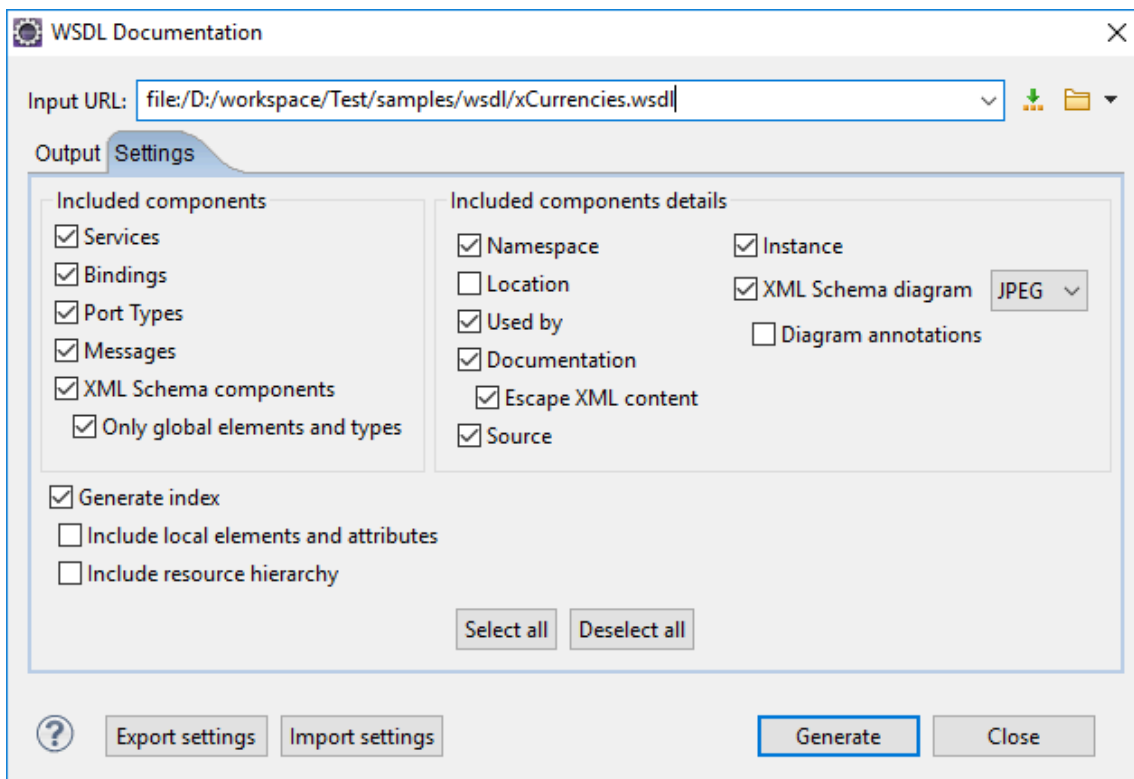 WSDL Documentation
Input URL: file:/D:/workspace/Test/samples/wsdl/xCurrencies.wsdl
Output Settings
Included components
Services
Bindings
Port Types
Messages
XML Schema components
Only global elements and types
Included components details
Namespace
Location
Used by
Documentation
Escape XML content
Source
Instance
XML Schema diagram JPEG
Diagram annotations
Generate index
Include local elements and attributes
Include resource hierarchy
Select all Deselect all
? Export settings Import settings Generate Close